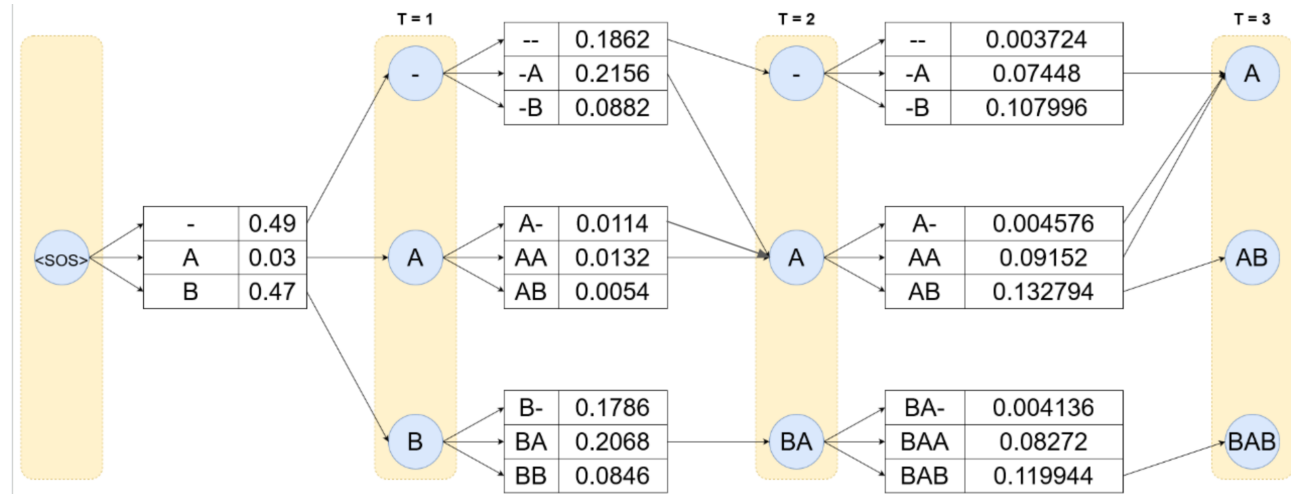 T = 1
T = 2
T = 3
-- 0.1862
-A 0.2156
-B 0.0882
-- 0.003724
-A 0.07448
-B 0.107996
-
-
A
<SOS>
- 0.49
A 0.03
B 0.47
A
A- 0.0114
AA 0.0132
AB 0.0054
A
A- 0.004576
AA 0.09152
AB 0.132794
AB
B
B- 0.1786
BA 0.2068
BB 0.0846
BA
BA- 0.004136
BAA 0.08272
BAB 0.119944
BAB